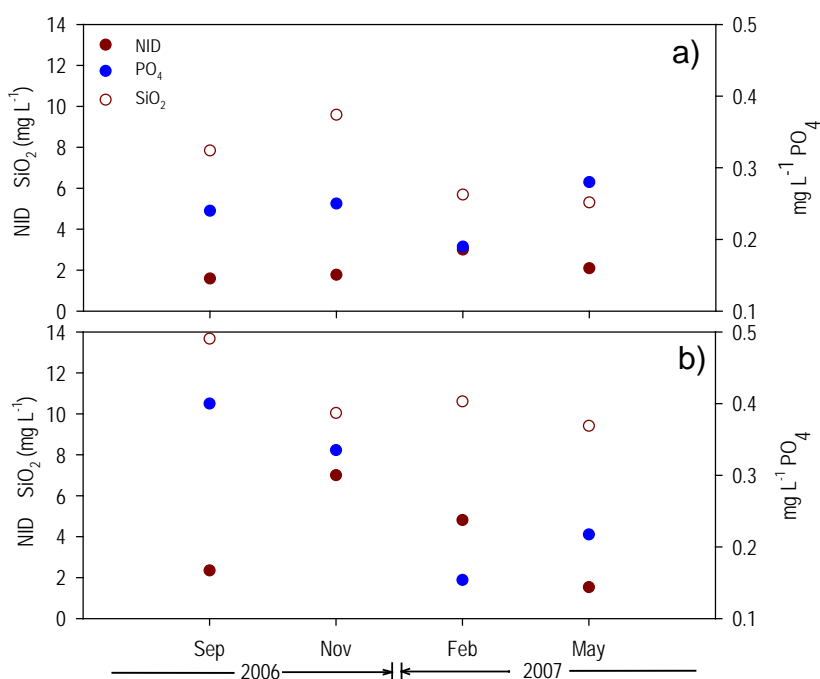 14
12
10
8
6
4
2
0
NID SiO₂ (mg L⁻¹)
NID
PO₄
SiO₂
a)
0.5
0.4
0.3
0.2
0.1
mg L⁻¹ PO₄
14
12
10
8
6
4
2
0
NID SiO₂ (mg L⁻¹)
b)
0.5
0.4
0.3
0.2
0.1
mg L⁻¹ PO₄
Sep Nov Feb May
2006 2007